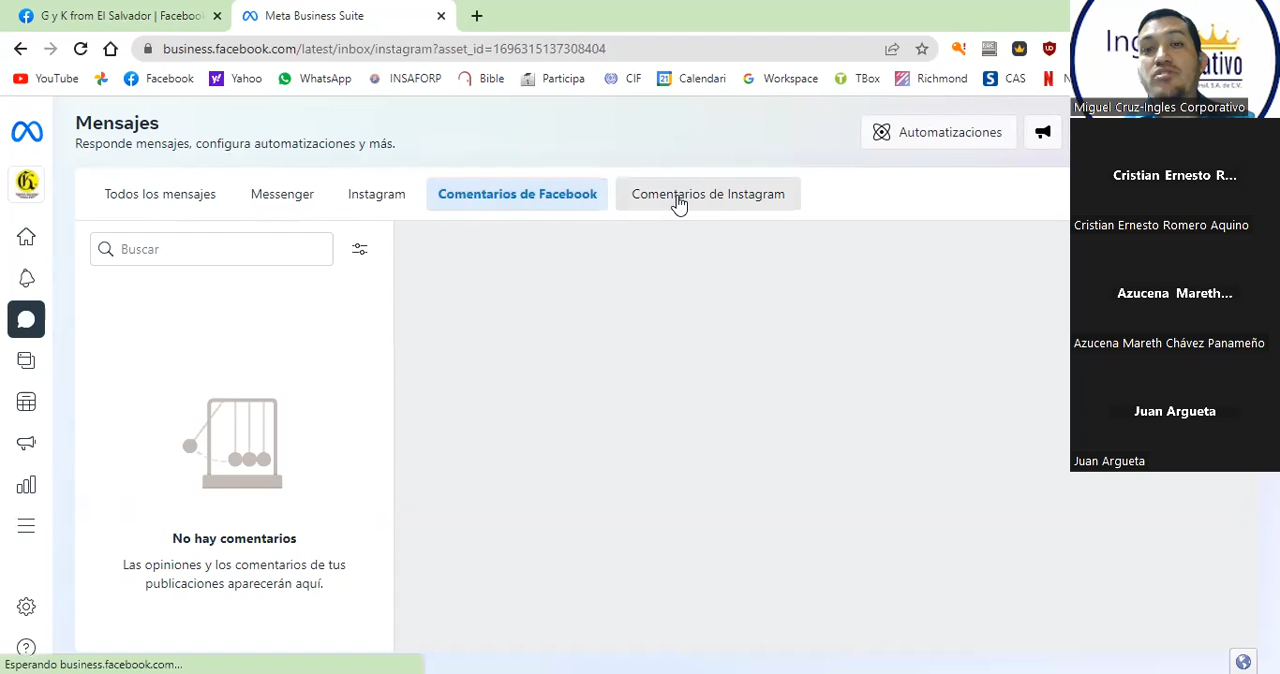 G y K from El Salvador | Facebook
Meta Business Suite
business.facebook.com/latest/inbox/instagram?asset_id=1696315137308404
YouTube
Facebook
Yahoo
WhatsApp
INSAFORP
Bible
Participa
CIF
Calendari
Workspace
TBox
Richmond
CAS
Mensajes
Responde mensajes, configura automatizaciones y más.
Automatizaciones
Todos los mensajes
Messenger
Instagram
Comentarios de Facebook
Comentarios de Instagram
Buscar
No hay comentarios
Las opiniones y los comentarios de tus
publicaciones aparecerán aquí.
Esperando business.facebook.com...
Miguel Cruz-Ingles Corporativo
Cristian Ernesto R...
Cristian Ernesto Romero Aquino
Azucena Mareth...
Azucena Mareth Chávez Panameño
Juan Argueta
Juan Argueta